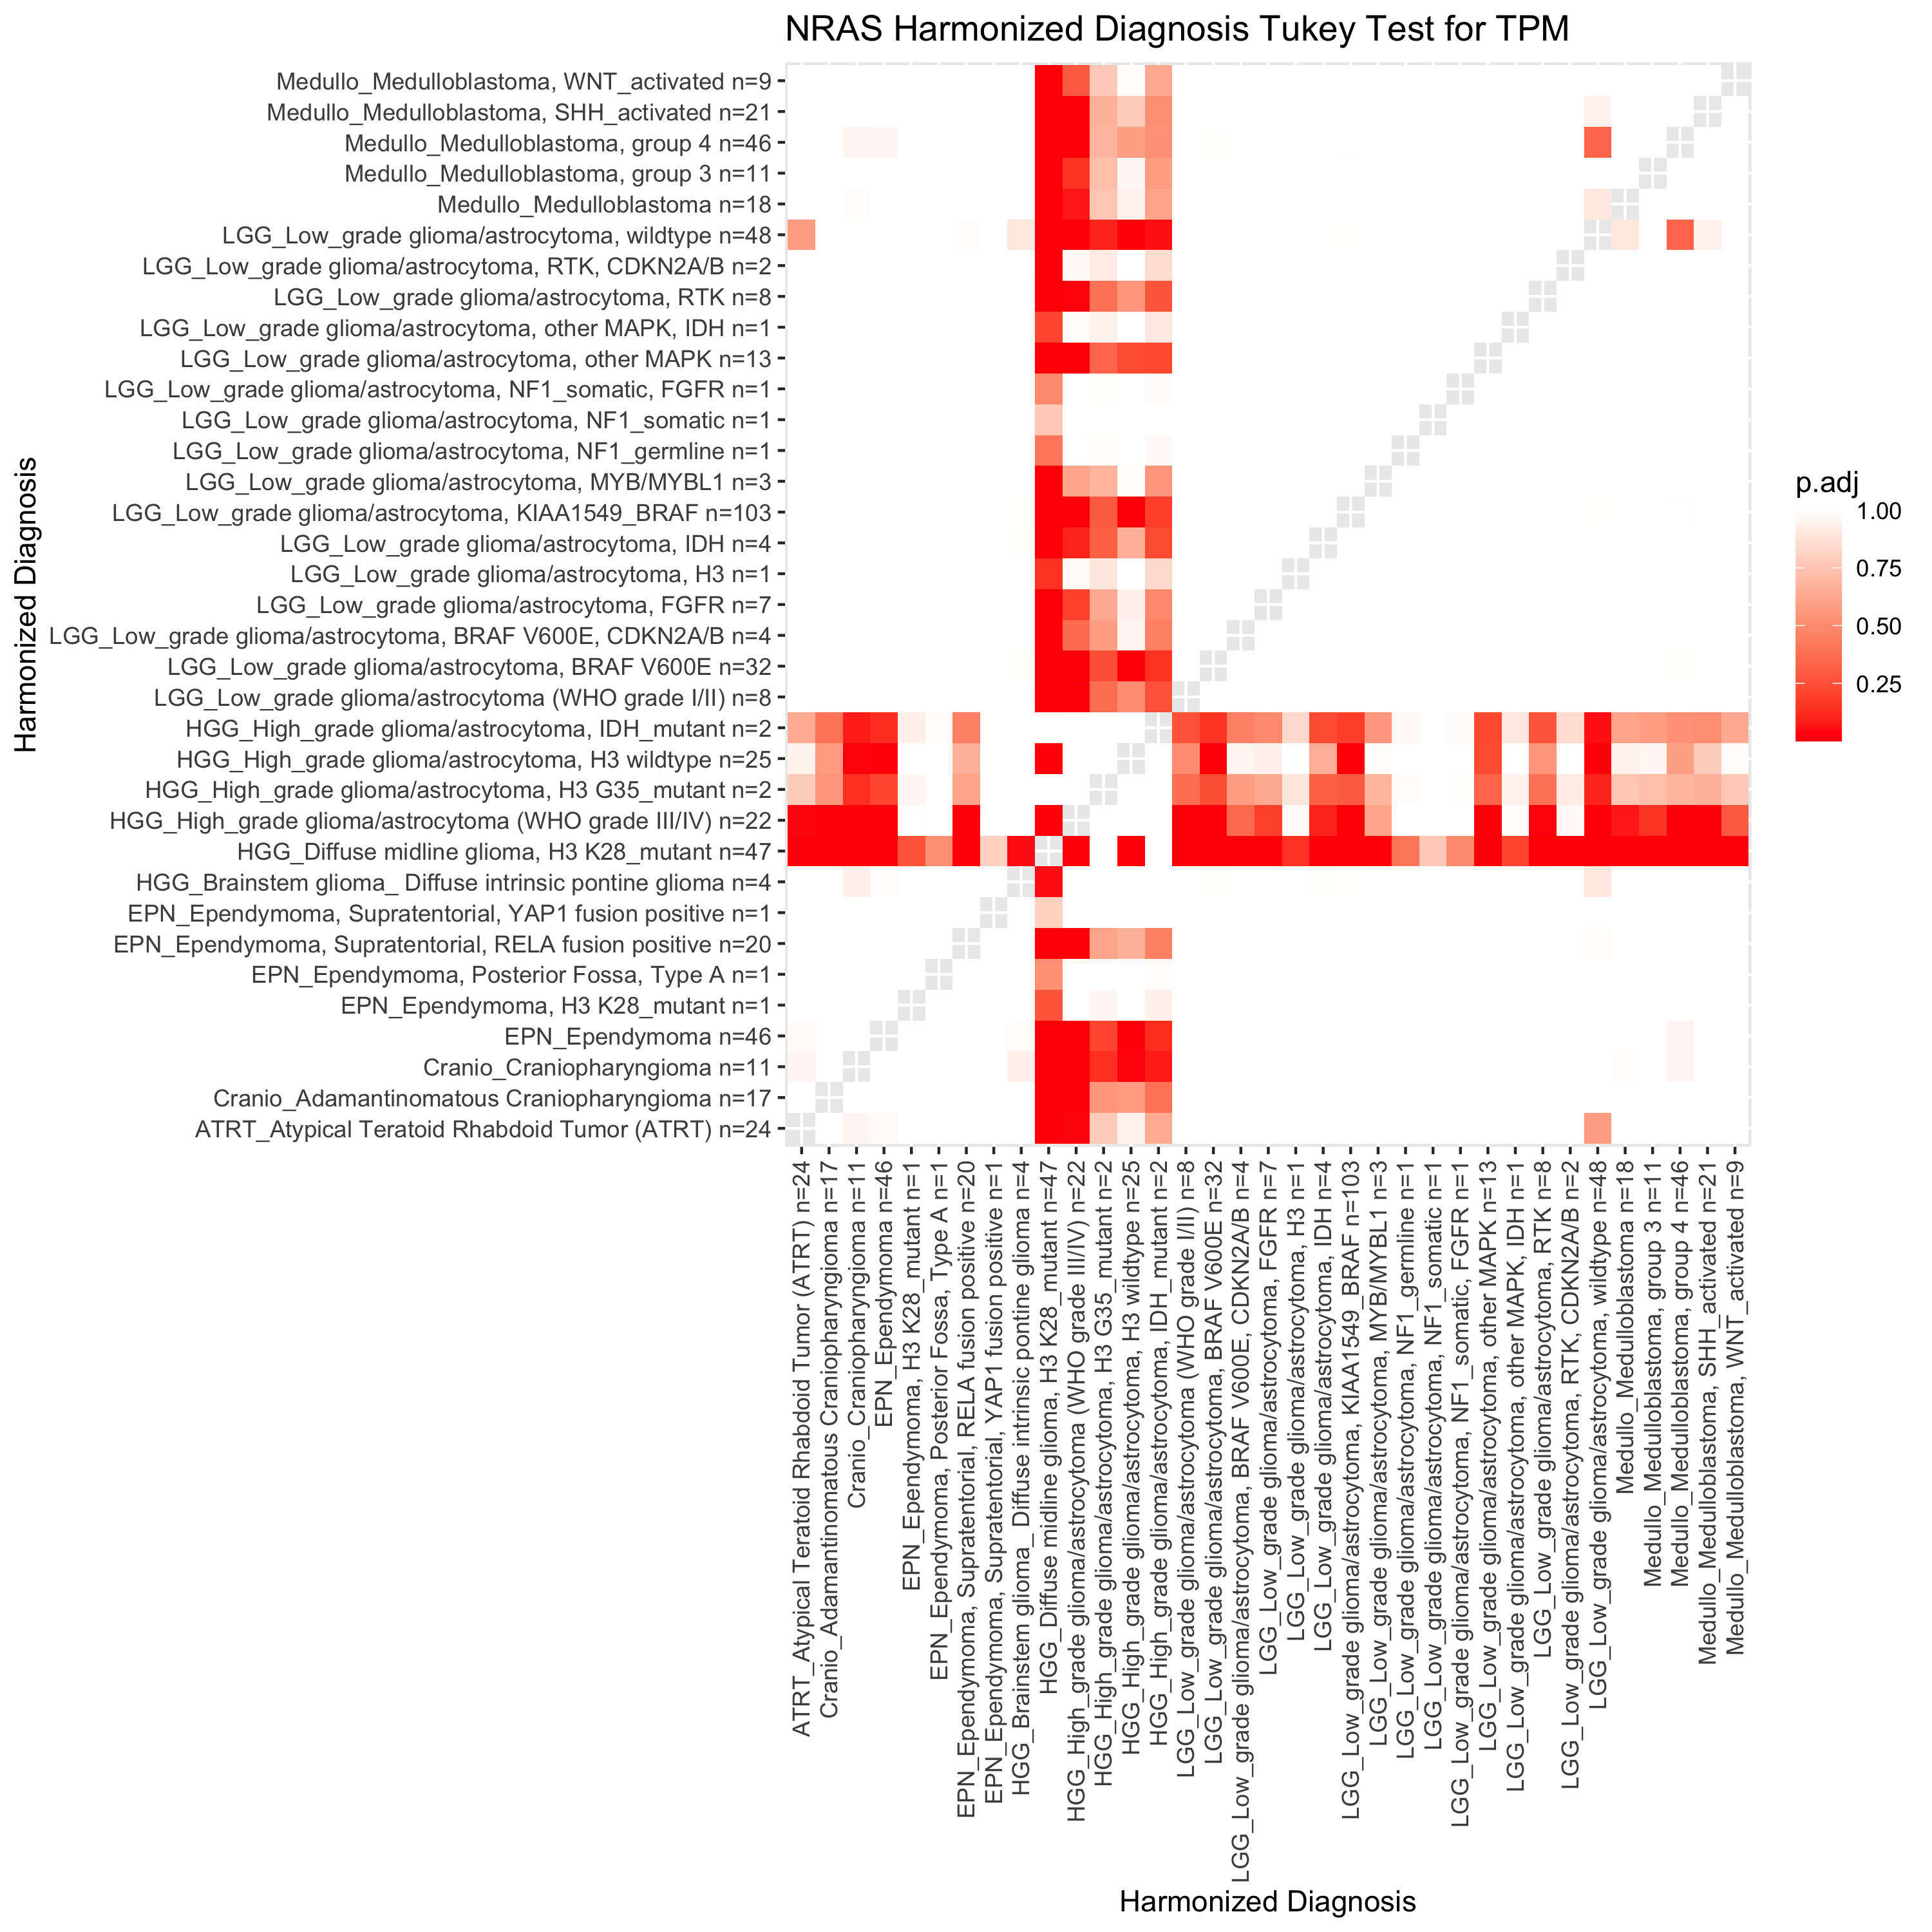 NRAS Harmonized Diagnosis Tukey Test for TPM
Harmonized Diagnosis
Medullo_Medulloblastoma, WNT_activated n=9
Medullo_Medulloblastoma, SHH_activated n=21
Medullo_Medulloblastoma, group 4 n=46
Medullo_Medulloblastoma, group 3 n=11
Medullo_Medulloblastoma n=18
LGG_Low_grade glioma/astrocytoma, wildtype n=48
LGG_Low_grade glioma/astrocytoma, RTK, CDKN2A/B n=2
LGG_Low_grade glioma/astrocytoma, RTK n=8
LGG_Low_grade glioma/astrocytoma, other MAPK, IDH n=1
LGG_Low_grade glioma/astrocytoma, other MAPK n=13
LGG_Low_grade glioma/astrocytoma, NF1_somatic, FGFR n=1
LGG_Low_grade glioma/astrocytoma, NF1_somatic n=1
LGG_Low_grade glioma/astrocytoma, NF1_germline n=1
LGG_Low_grade glioma/astrocytoma, MYB/MYBL1 n=3
LGG_Low_grade glioma/astrocytoma, KIAA1549_BRAF n=103
LGG_Low_grade glioma/astrocytoma, IDH n=4
LGG_Low_grade glioma/astrocytoma, H3 n=1
LGG_Low_grade glioma/astrocytoma, FGFR n=7
LGG_Low_grade glioma/astrocytoma, BRAF V600E, CDKN2A/B n=4
LGG_Low_grade glioma/astrocytoma, BRAF V600E n=32
LGG_Low_grade glioma/astrocytoma (WHO grade I/II) n=8
HGG_High_grade glioma/astrocytoma, IDH_mutant n=2
HGG_High_grade glioma/astrocytoma, H3 wildtype n=25
HGG_High_grade glioma/astrocytoma, H3 G35_mutant n=2
HGG_High_grade glioma/astrocytoma (WHO grade III/IV) n=22
HGG_Diffuse midline glioma, H3 K28_mutant n=47
HGG_Brainstem glioma_ Diffuse intrinsic pontine glioma n=4
EPN_Ependymoma, Supratentorial, YAP1 fusion positive n=1
EPN_Ependymoma, Supratentorial, RELA fusion positive n=20
EPN_Ependymoma, Posterior Fossa, Type A n=1
EPN_Ependymoma, H3 K28_mutant n=1
EPN_Ependymoma n=46
Cranio_Craniopharyngioma n=11
Cranio_Adamantinomatous Craniopharyngioma n=17
ATRT_Atypical Teratoid Rhabdoid Tumor (ATRT) n=24
p.adj
1.00
0.75
0.50
0.25
ATRT_Atypical Teratoid Rhabdoid Tumor (ATRT) n=24
Cranio_Adamantinomatous Craniopharyngioma n=17
Cranio_Craniopharyngioma n=11
EPN_Ependymoma n=46
EPN_Ependymoma, H3 K28_mutant n=1
EPN_Ependymoma, Posterior Fossa, Type A n=1
EPN_Ependymoma, Supratentorial, RELA fusion positive n=20
EPN_Ependymoma, Supratentorial, YAP1 fusion positive n=1
HGG_Brainstem glioma_ Diffuse intrinsic pontine glioma n=4
HGG_Diffuse midline glioma, H3 K28_mutant n=47
HGG_High_grade glioma/astrocytoma (WHO grade III/IV) n=22
HGG_High_grade glioma/astrocytoma, H3 G35_mutant n=2
HGG_High_grade glioma/astrocytoma, H3 wildtype n=25
HGG_High_grade glioma/astrocytoma, IDH_mutant n=2
LGG_Low_grade glioma/astrocytoma (WHO grade I/II) n=8
LGG_Low_grade glioma/astrocytoma, BRAF V600E n=32
LGG_Low_grade glioma/astrocytoma, BRAF V600E, CDKN2A/B n=4
LGG_Low_grade glioma/astrocytoma, FGFR n=7
LGG_Low_grade glioma/astrocytoma, H3 n=1
LGG_Low_grade glioma/astrocytoma, IDH n=4
LGG_Low_grade glioma/astrocytoma, KIAA1549_BRAF n=103
LGG_Low_grade glioma/astrocytoma, MYB/MYBL1 n=3
LGG_Low_grade glioma/astrocytoma, NF1_germline n=1
LGG_Low_grade glioma/astrocytoma, NF1_somatic n=1
LGG_Low_grade glioma/astrocytoma, NF1_somatic, FGFR n=1
LGG_Low_grade glioma/astrocytoma, other MAPK n=13
LGG_Low_grade glioma/astrocytoma, other MAPK, IDH n=1
LGG_Low_grade glioma/astrocytoma, RTK n=8
LGG_Low_grade glioma/astrocytoma, RTK, CDKN2A/B n=2
LGG_Low_grade glioma/astrocytoma, wildtype n=48
Medullo_Medulloblastoma n=18
Medullo_Medulloblastoma, group 3 n=11
Medullo_Medulloblastoma, group 4 n=46
Medullo_Medulloblastoma, SHH_activated n=21
Medullo_Medulloblastoma, WNT_activated n=9
Harmonized Diagnosis